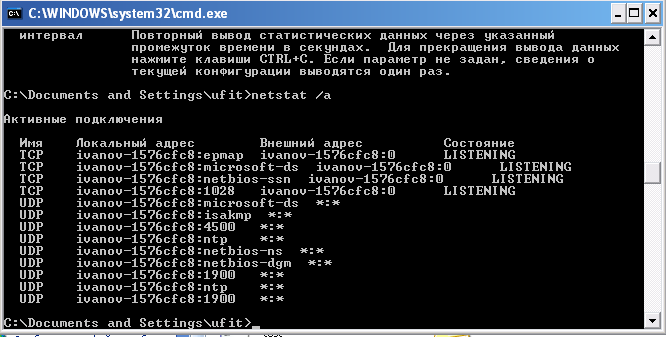 C:\WINDOWS\system32\cmd.exe
интервал Повторный вывод статистических данных через указанный
промежуток времени в секундах. Для прекращения вывода данных
нажмите клавиши CTRL+C. Если параметр не задан, сведения о
текущей конфигурации выводятся один раз.
C:\Documents and Settings\ufit>netstat /a
Активные подключения
Имя Локальный адрес Внешний адрес Состояние
TCP ivanov-1576cfc8:epmap ivanov-1576cfc8:0 LISTENING
TCP ivanov-1576cfc8:microsoft-ds ivanov-1576cfc8:0 LISTENING
TCP ivanov-1576cfc8:netbios-ssn ivanov-1576cfc8:0 LISTENING
TCP ivanov-1576cfc8:1028 ivanov-1576cfc8:0 LISTENING
UDP ivanov-1576cfc8:microsoft-ds *:*
UDP ivanov-1576cfc8:isakmp *:*
UDP ivanov-1576cfc8:4500 *:*
UDP ivanov-1576cfc8:ntp *:*
UDP ivanov-1576cfc8:netbios-ns *:*
UDP ivanov-1576cfc8:netbios-dgm *:*
UDP ivanov-1576cfc8:1900 *:*
UDP ivanov-1576cfc8:ntp *:*
UDP ivanov-1576cfc8:1900 *:*
C:\Documents and Settings\ufit>_